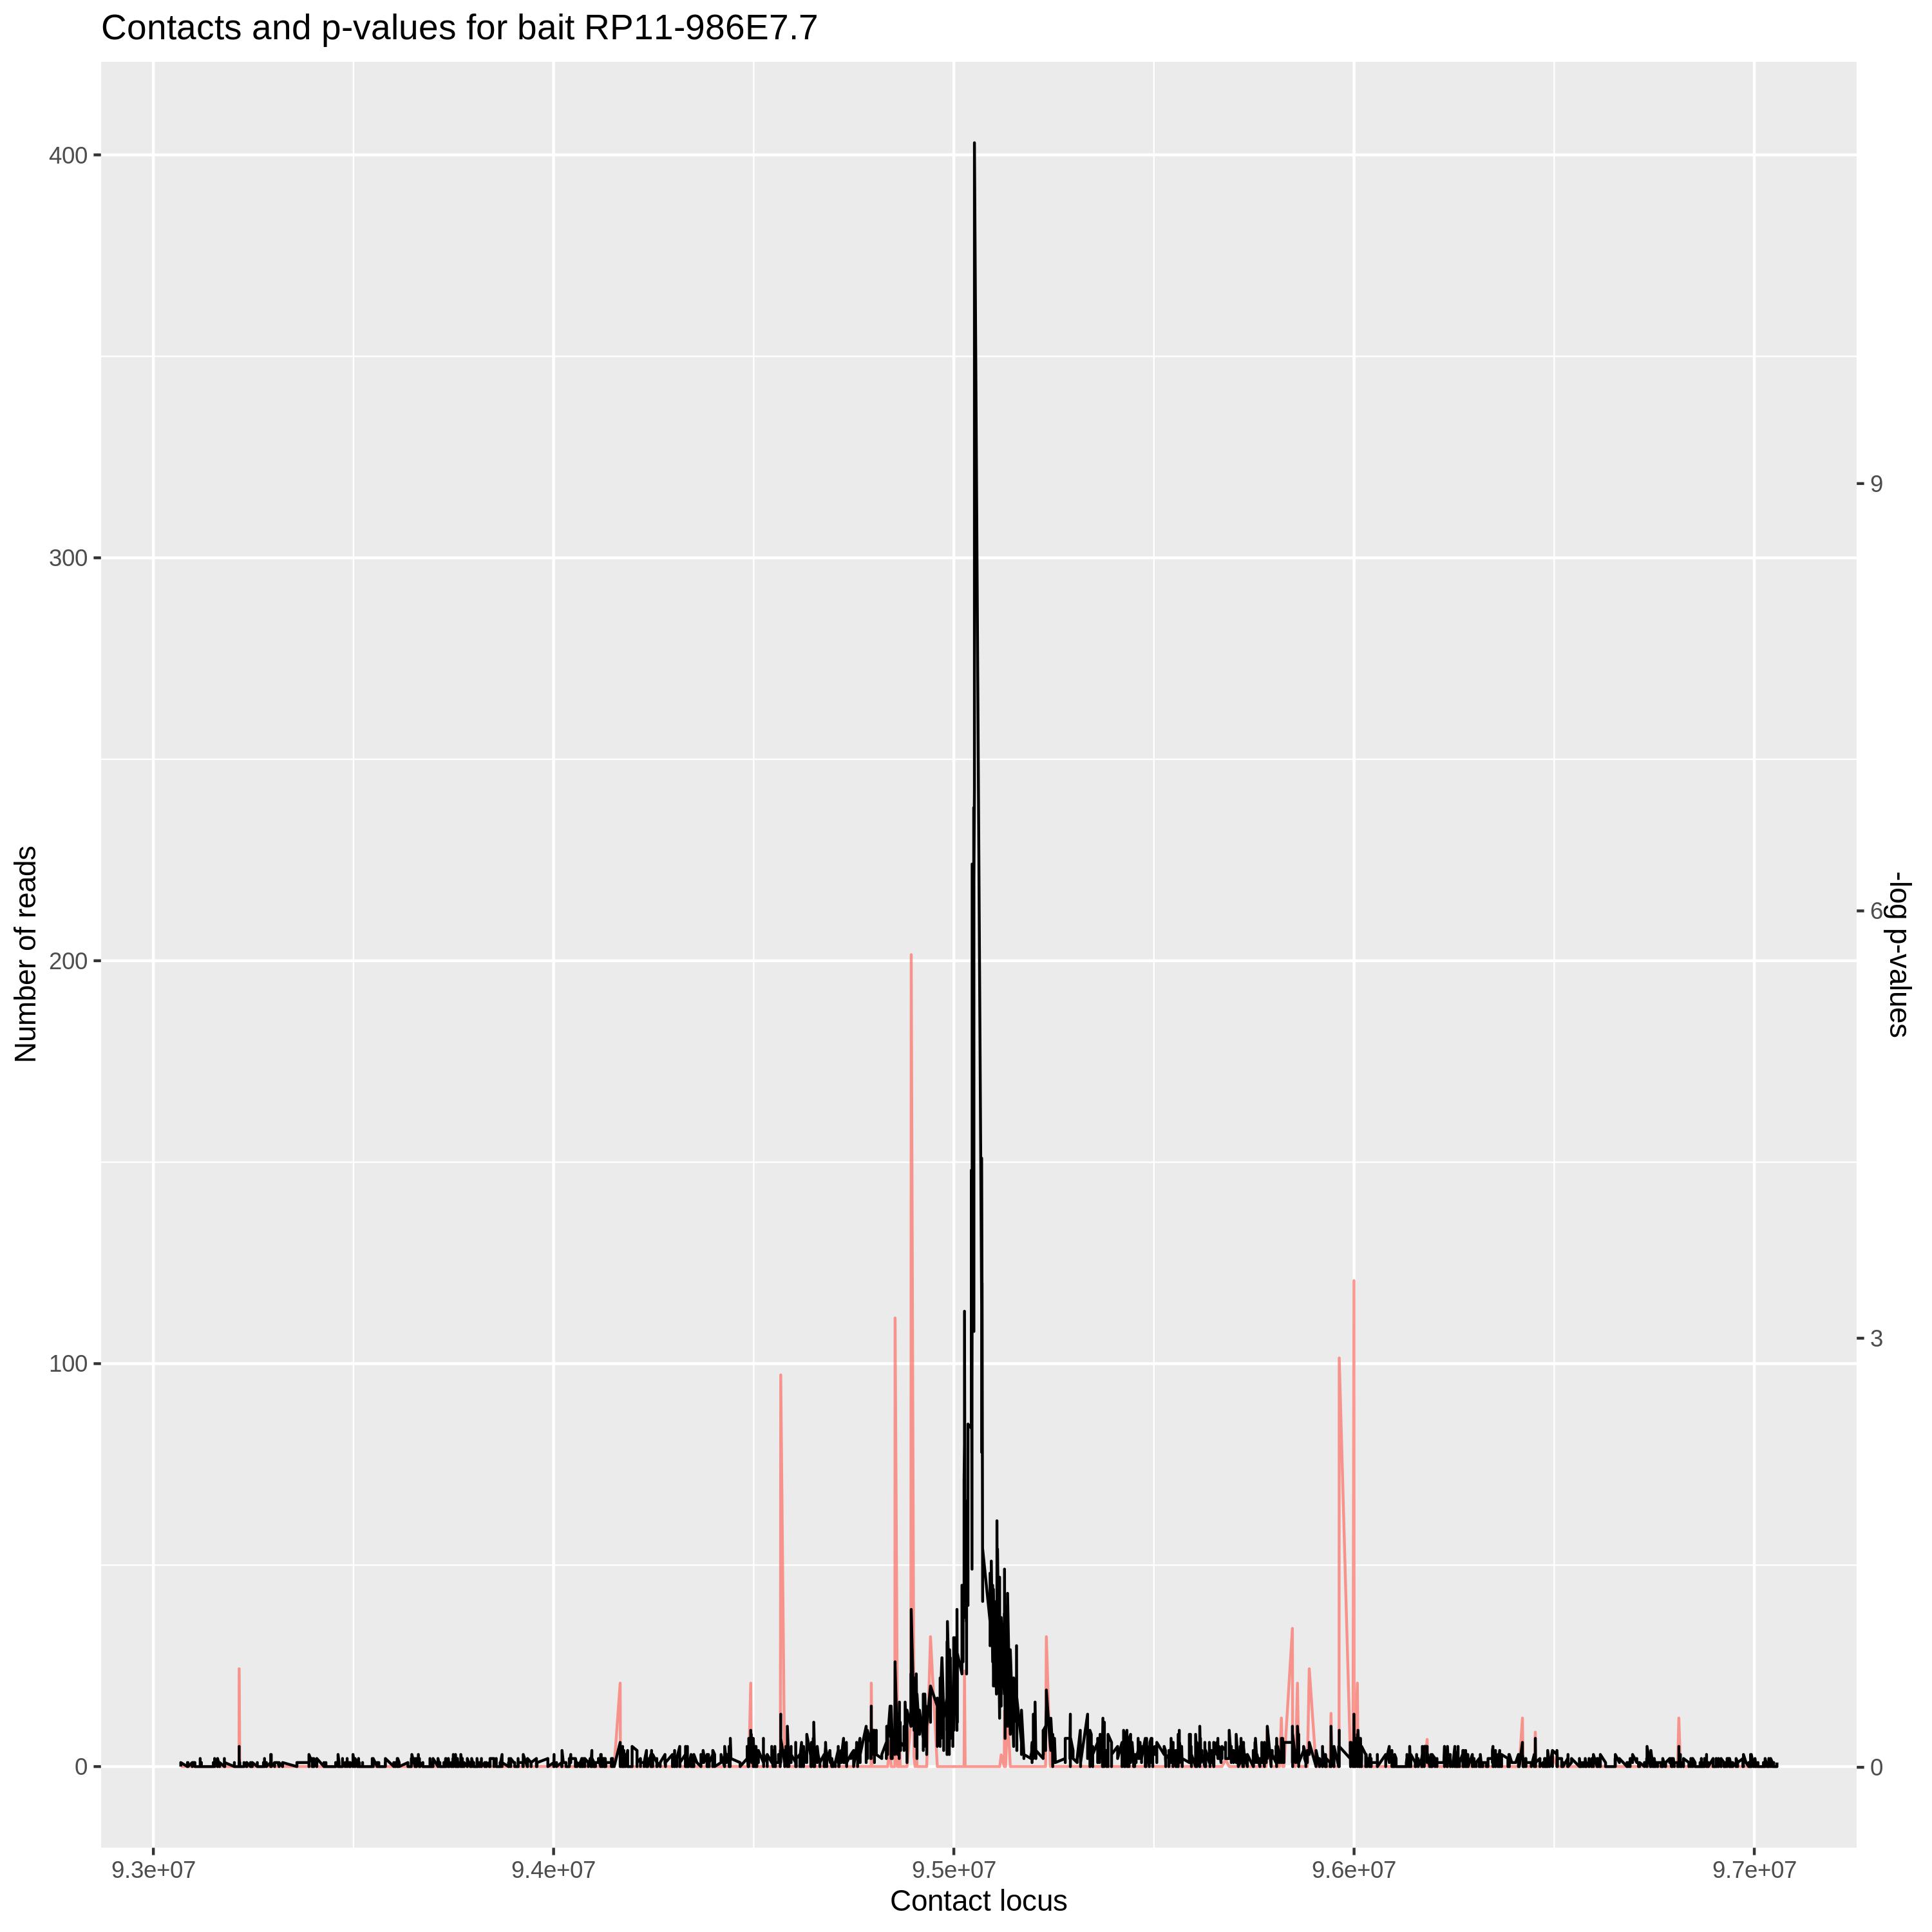 Contacts and p-values for bait RP11-986E7.7
400
300
200
100
0
Number of reads
9
6
3
0
-log p-values
9.3e+07
9.4e+07
9.5e+07
9.6e+07
9.7e+07
Contact locus